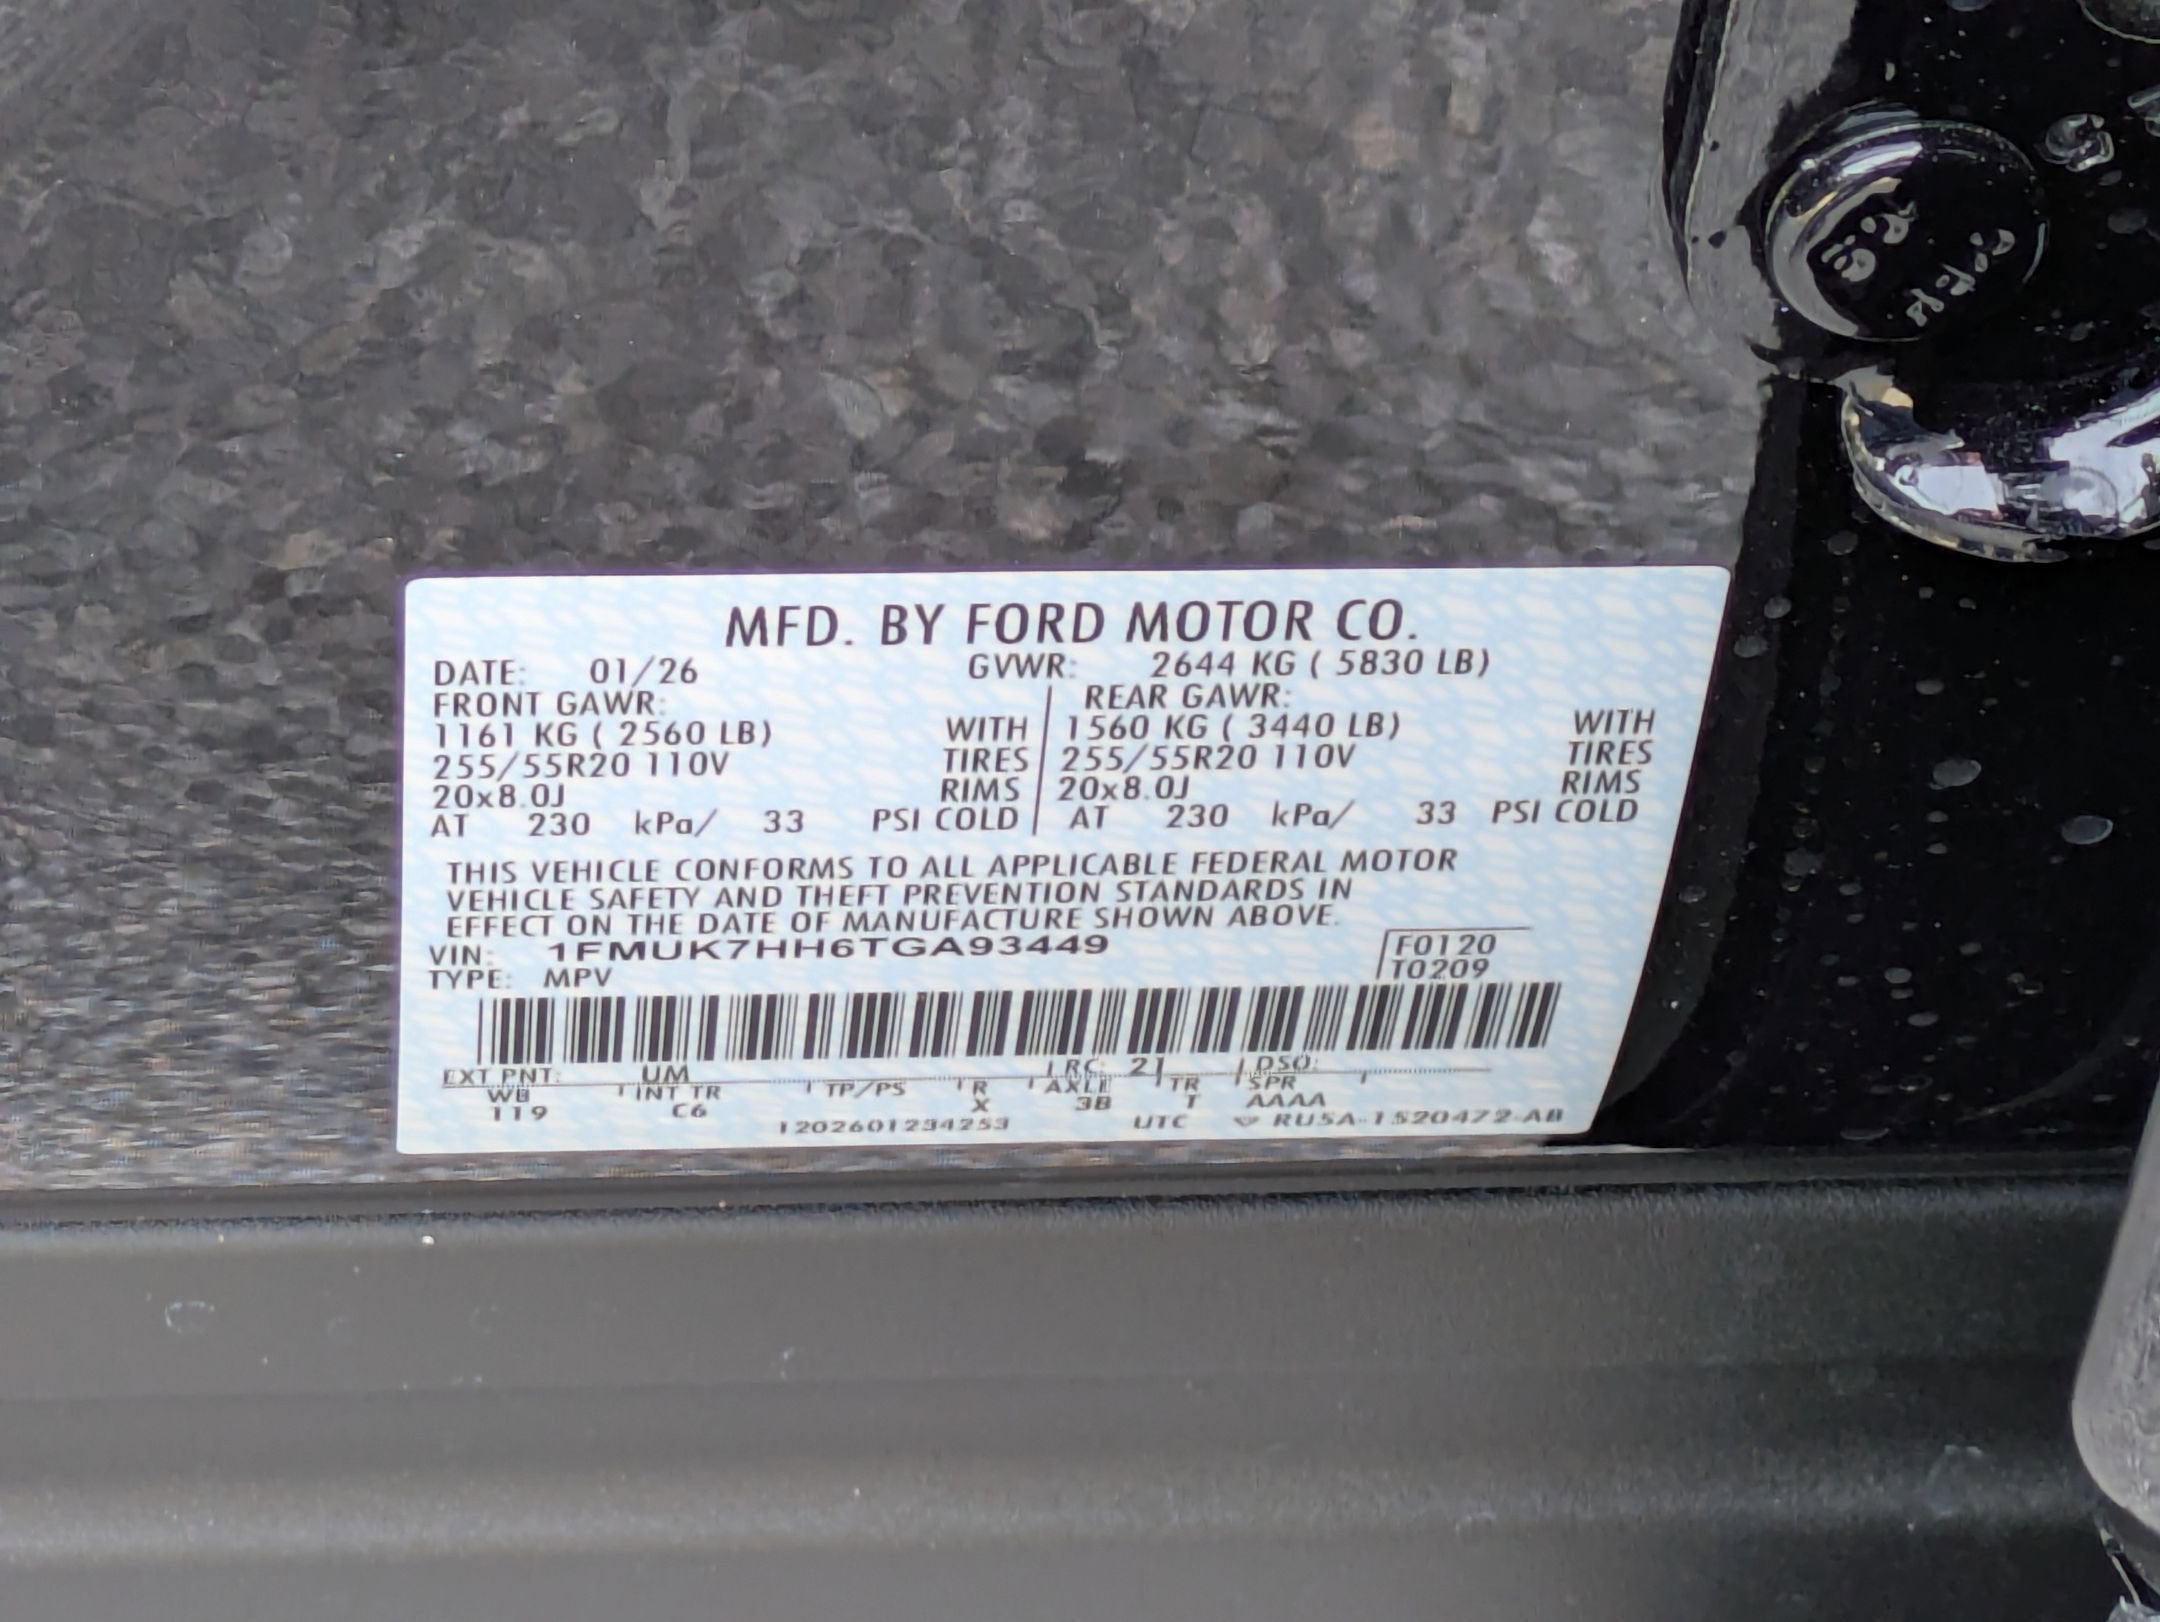 MFD. BY FORD MOTOR CO.
DATE: 01/26 GVWR: 2644 KG ( 5830 LB)
FRONT GAWR: REAR GAWR:
1161 KG ( 2560 LB) WITH 1560 KG ( 3440 LB) WITH
255/55R20 110V TIRES 255/55R20 110V TIRES
20x8.0J RIMS 20x8.0J RIMS
AT 230 kPa/ 33 PSI COLD AT 230 kPa/ 33 PSI COLD
THIS VEHICLE CONFORMS TO ALL APPLICABLE FEDERAL MOTOR
VEHICLE SAFETY AND THEFT PREVENTION STANDARDS IN
EFFECT ON THE DATE OF MANUFACTURE SHOWN ABOVE.
VIN: 1FMUK7HH6TGA93449 F0120
TYPE: MPV T0209
EXT PNT: UM RC: 21 DSO:
WB INT TR TP/PS R AXLE TR SPR
119 C6 X 3B T AAAA
1202601234253 UTC RU5A-1520472-AB